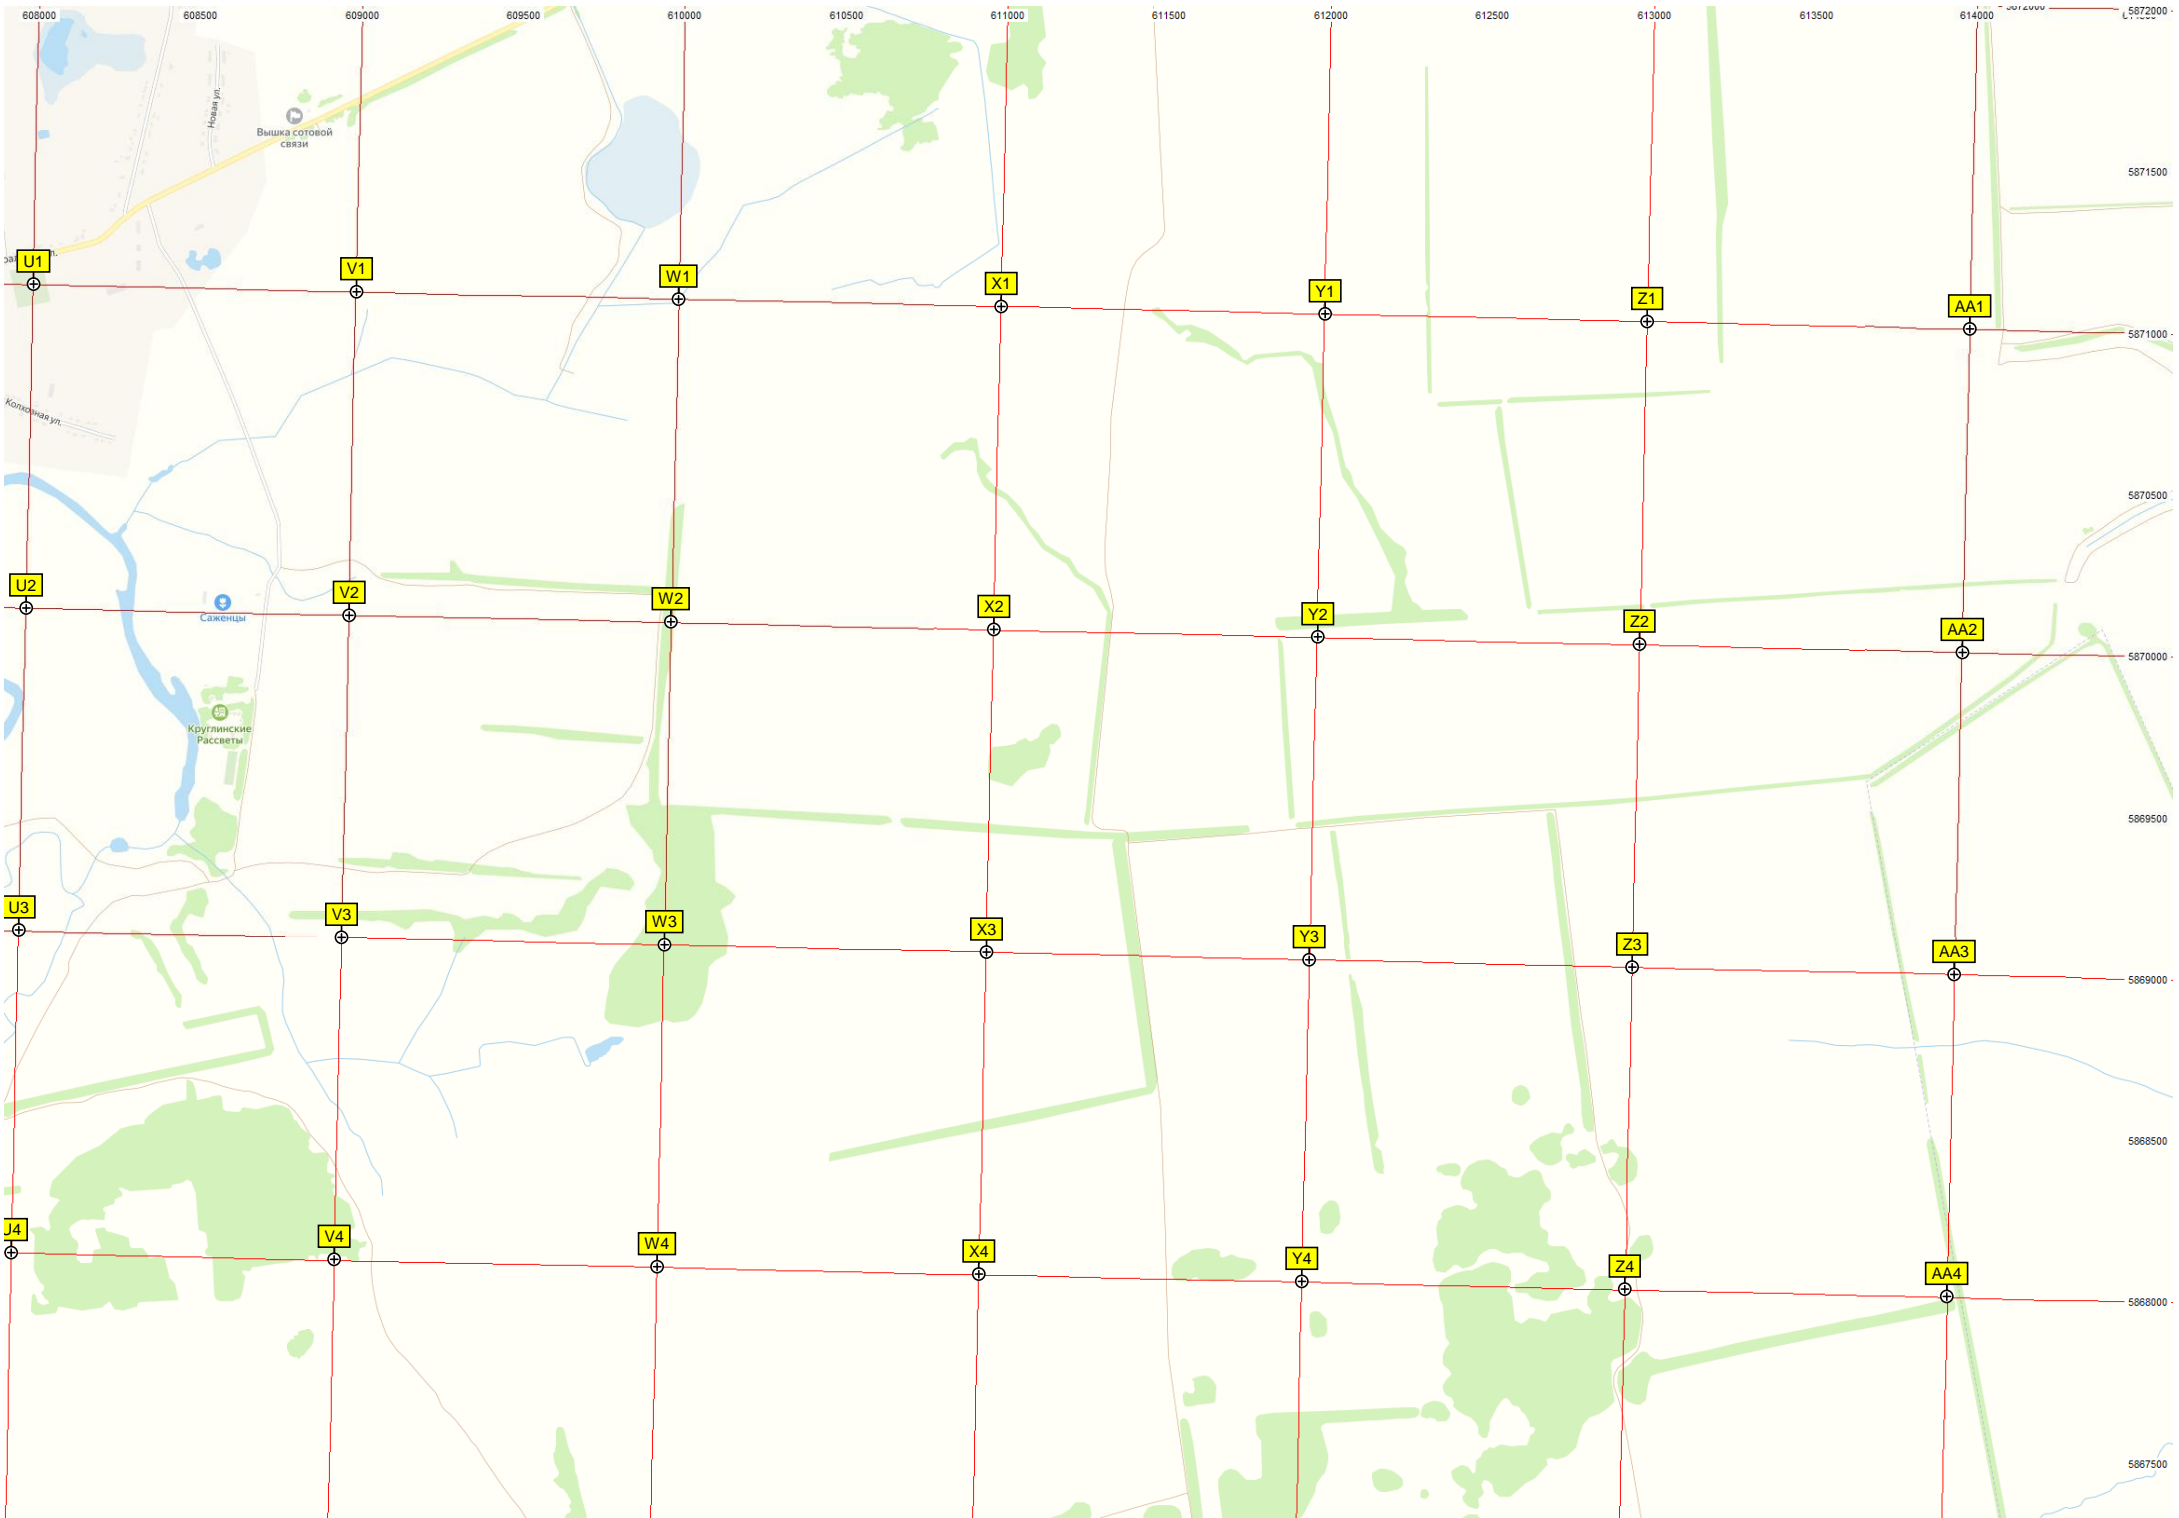 608000 608500 609000 609500 610000 610500 611000 611500 612000 612500 613000 613500 614000
5872000
Новая ул.
Вышка сотовой
связи
5871500
U1 V1 W1 X1 Y1 Z1 AA1
5871000
Колхозная ул.
5870500
U2 V2 W2 X2 Y2 Z2 AA2
Саженцы
5870000
Круглинские
Рассветы
5869500
U3 V3 W3 X3 Y3 Z3 AA3
5869000
5868500
U4 V4 W4 X4 Y4 Z4 AA4
5868000
5867500